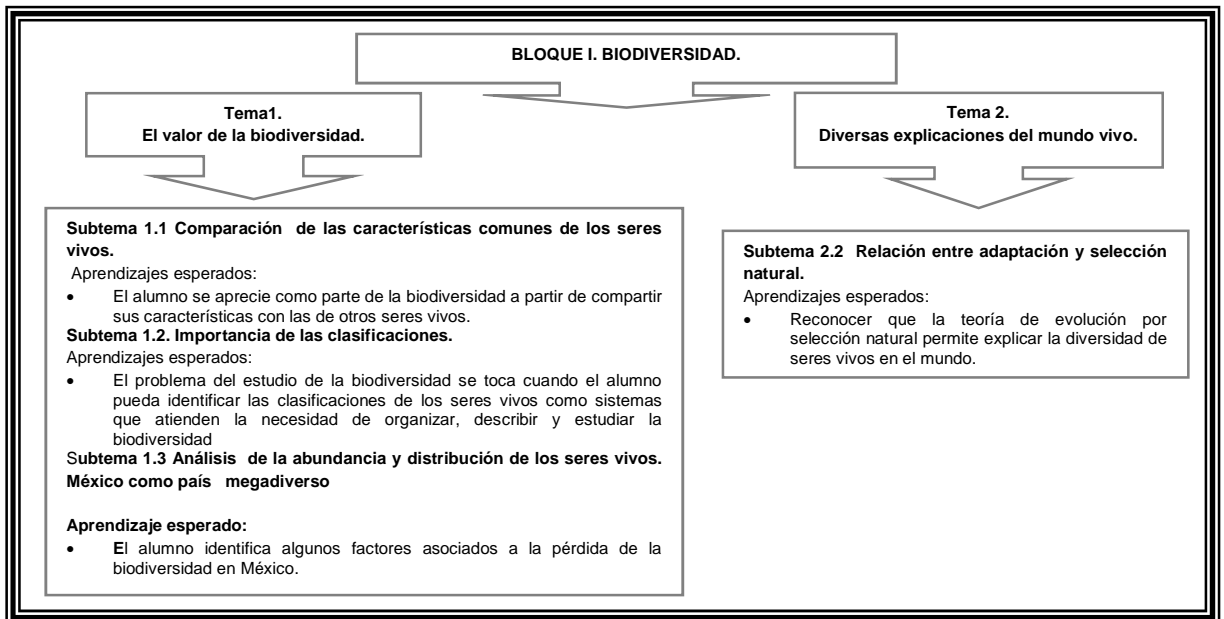 BLOQUE I. BIODIVERSIDAD.
Tema1.
El valor de la biodiversidad.
Tema 2.
Diversas explicaciones del mundo vivo.
Subtema 1.1 Comparación de las características comunes de los seres
vivos.
Aprendizajes esperados:
• El alumno se aprecie como parte de la biodiversidad a partir de compartir
sus características con las de otros seres vivos.
Subtema 1.2. Importancia de las clasificaciones.
Aprendizajes esperados:
• El problema del estudio de la biodiversidad se toca cuando el alumno
pueda identificar las clasificaciones de los seres vivos como sistemas
que atienden la necesidad de organizar, describir y estudiar la
biodiversidad
Subtema 1.3 Análisis de la abundancia y distribución de los seres vivos.
México como país megadiverso
Aprendizaje esperado:
• El alumno identifica algunos factores asociados a la pérdida de la
biodiversidad en México.
Subtema 2.2 Relación entre adaptación y selección
natural.
Aprendizajes esperados:
• Reconocer que la teoría de evolución por
selección natural permite explicar la diversidad de
seres vivos en el mundo.